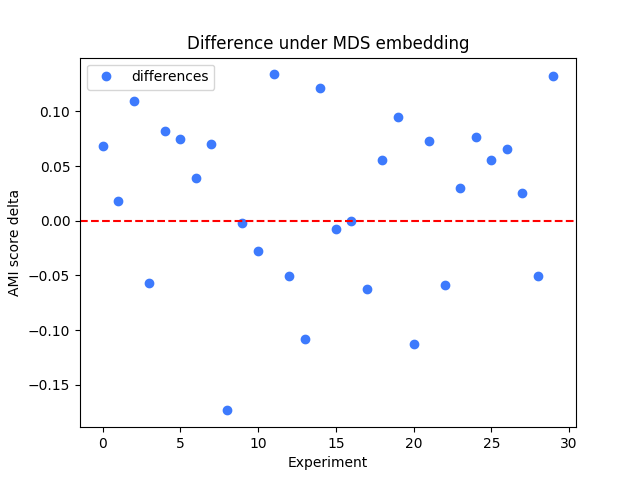 Difference under MDS embedding
differences
AMI score delta
0.10
0.05
0.00
−0.05
−0.10
−0.15
0 5 10 15 20 25 30
Experiment